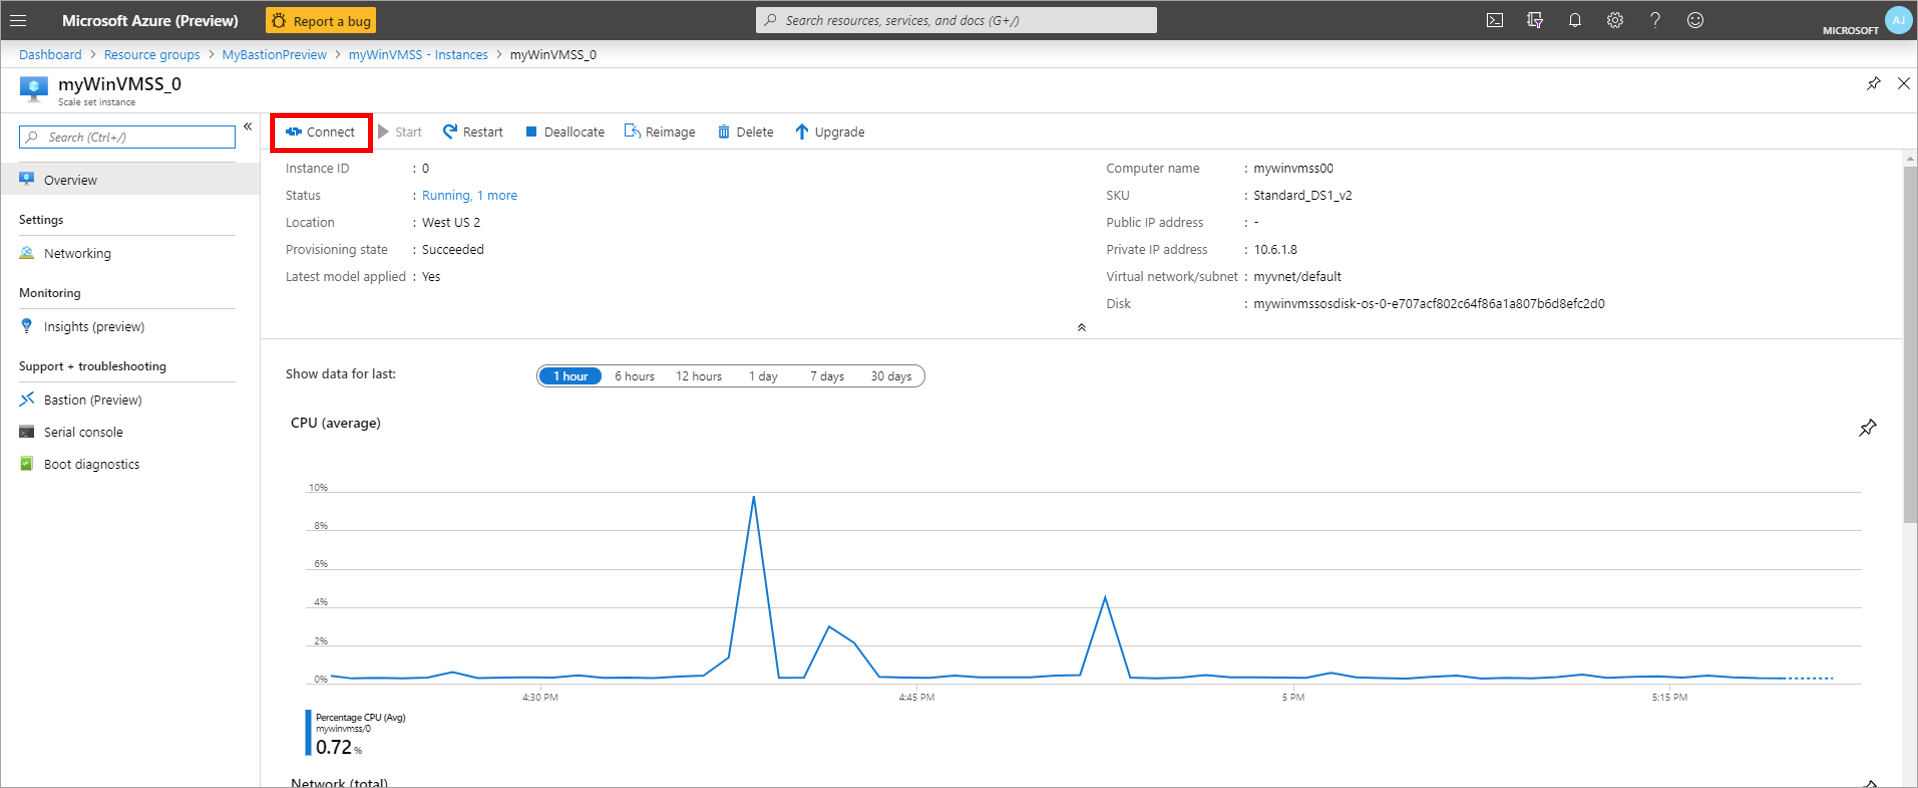 Microsoft Azure (Preview)
Report a bug
Search resources, services, and docs (G+/)
MICROSOFT
AJ
Dashboard > Resource groups > MyBastionPreview > myWinVMSS - Instances > myWinVMSS_0
myWinVMSS_0
Scale set instance
Search (Ctrl+/)
«
Overview
Settings
Networking
Monitoring
Insights (preview)
Support + troubleshooting
Bastion (Preview)
Serial console
Boot diagnostics
Connect Start Restart Deallocate Reimage Delete Upgrade
Instance ID : 0
Status : Running, 1 more
Location : West US 2
Provisioning state : Succeeded
Latest model applied : Yes
Computer name : mywinvmss00
SKU : Standard_DS1_v2
Public IP address : -
Private IP address : 10.6.1.8
Virtual network/subnet : myvnet/default
Disk : mywinvmssosdisk-os-0-e707acf802c64f86a1a807b6d8efc2d0
Show data for last: 1 hour 6 hours 12 hours 1 day 7 days 30 days
CPU (average)
10%
8%
6%
4%
2%
0%
4:30 PM 4:45 PM 5 PM 5:15 PM
Percentage CPU (Avg)
mywinvmss/0
0.72 %
Network (total)